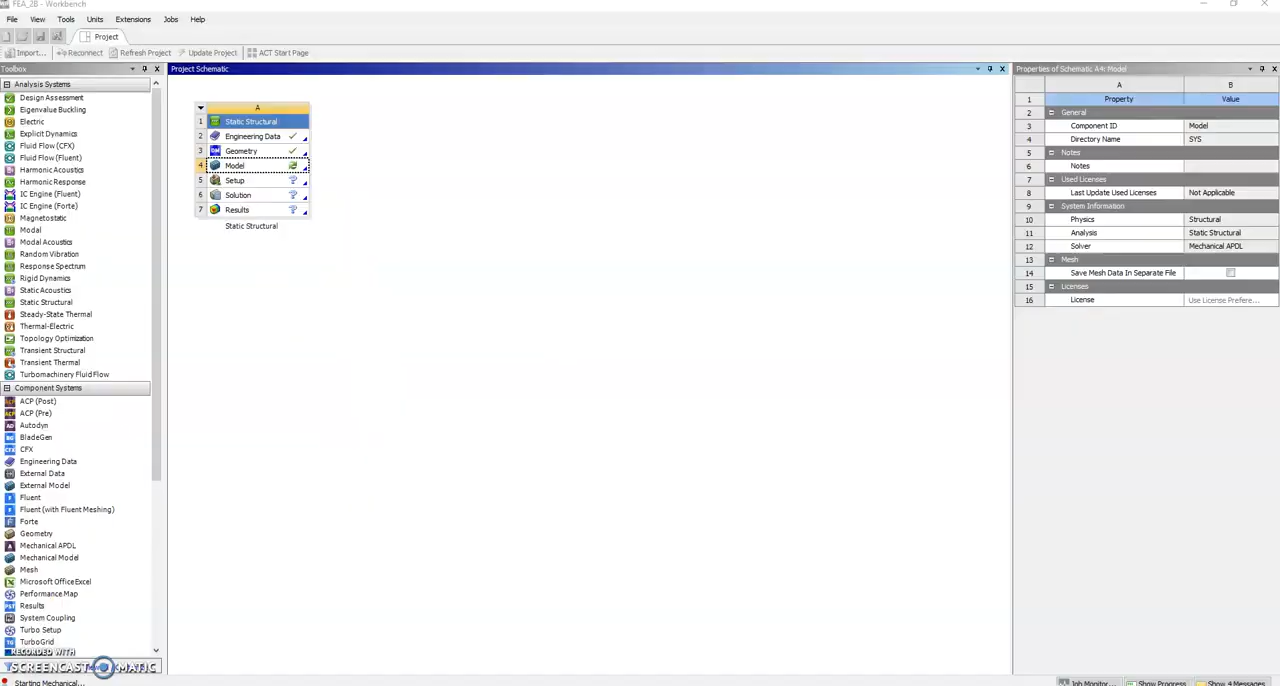 FEA_2B - Workbench
File View Tools Units Extensions Jobs Help
Project
Import... Reconnect Refresh Project Update Project ACT Start Page
Toolbox
Analysis Systems
Design Assessment
Eigenvalue Buckling
Electric
Explicit Dynamics
Fluid Flow (CFX)
Fluid Flow (Fluent)
Harmonic Acoustics
Harmonic Response
IC Engine (Fluent)
IC Engine (Forte)
Magnetostatic
Modal
Modal Acoustics
Random Vibration
Response Spectrum
Rigid Dynamics
Static Acoustics
Static Structural
Steady-State Thermal
Thermal-Electric
Topology Optimization
Transient Structural
Transient Thermal
Turbomachinery Fluid Flow
Component Systems
ACP (Post)
ACP (Pre)
Autodyn
BladeGen
CFX
Engineering Data
External Data
External Model
Fluent
Fluent (with Fluent Meshing)
Forte
Geometry
Mechanical APDL
Mechanical Model
Mesh
Microsoft Office Excel
Performance Map
Results
System Coupling
Turbo Setup
TurboGrid
RECORDED WITH
SCREENCAST-O-MATIC
Starting Mechanical...
Project Schematic
A
1 Static Structural
2 Engineering Data
3 Geometry
4 Model
5 Setup
6 Solution
7 Results
Static Structural
Properties of Schematic A4: Model
A B
1 Property Value
2 General
3 Component ID Model
4 Directory Name SYS
5 Notes
6 Notes
7 Used Licenses
8 Last Update Used Licenses Not Applicable
9 System Information
10 Physics Structural
11 Analysis Static Structural
12 Solver Mechanical APDL
13 Mesh
14 Save Mesh Data In Separate File
15 Licenses
16 License Use License Prefere...
Job Monitor... Show Progress Show 4 Messages